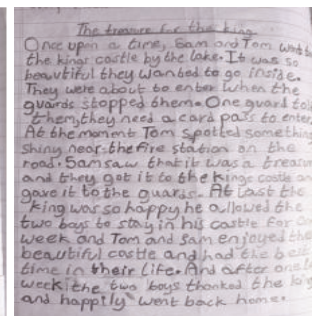 The treasure for the king
Once upon a time, Sam and Tom went to
the kings castle by the lake. It was so
beautiful they wanted to go inside.
They were about to enter when the
guards stopped them. One guard told
them, they need a card pass to enter.
At the moment Tom spotted something
shiny near the fire station on the
road. Sam saw that it was a treasure
and they got it to the kings castle and
gave it to the guards. At last the
king was so happy he allowed the
two boys to stay in his castle for one
week and Tom and Sam enjoyed the
beautiful castle and had the best
time in their life. And after one
week the two boys thanked the king
and happily went back home.